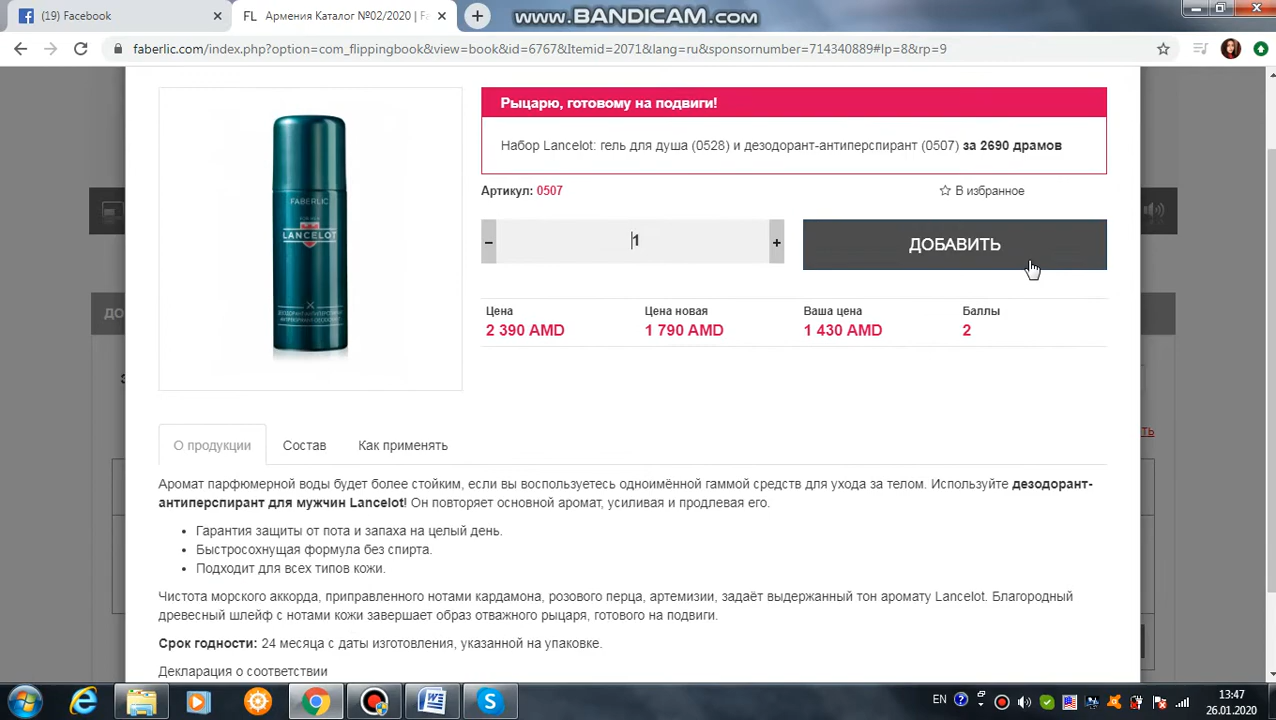 (19) Facebook
FL Армения Каталог №02/2020 | Fa
www.BANDICAM.com
faberlic.com/index.php?option=com_flippingbook&view=book&id=6767&Itemid=2071&lang=ru&sponsornumber=714340889#lp=8&rp=9
Рыцарю, готовому на подвиги!
Набор Lancelot: гель для душа (0528) и дезодорант-антиперспирант (0507) за 2690 драмов
Артикул: 0507
В избранное
− 1 +
ДОБАВИТЬ
FABERLIC
LANCELOT
Цена Цена новая Ваша цена Баллы
2 390 AMD 1 790 AMD 1 430 AMD 2
О продукции Состав Как применять
Аромат парфюмерной воды будет более стойким, если вы воспользуетесь одноимённой гаммой средств для ухода за телом. Используйте дезодорант-
антиперспирант для мужчин Lancelot! Он повторяет основной аромат, усиливая и продлевая его.
• Гарантия защиты от пота и запаха на целый день.
• Быстросохнущая формула без спирта.
• Подходит для всех типов кожи.
Чистота морского аккорда, приправленного нотами кардамона, розового перца, артемизии, задаёт выдержанный тон аромату Lancelot. Благородный
древесный шлейф с нотами кожи завершает образ отважного рыцаря, готового на подвиги.
Срок годности: 24 месяца с даты изготовления, указанной на упаковке.
Декларация о соответствии
EN
13:47
26.01.2020